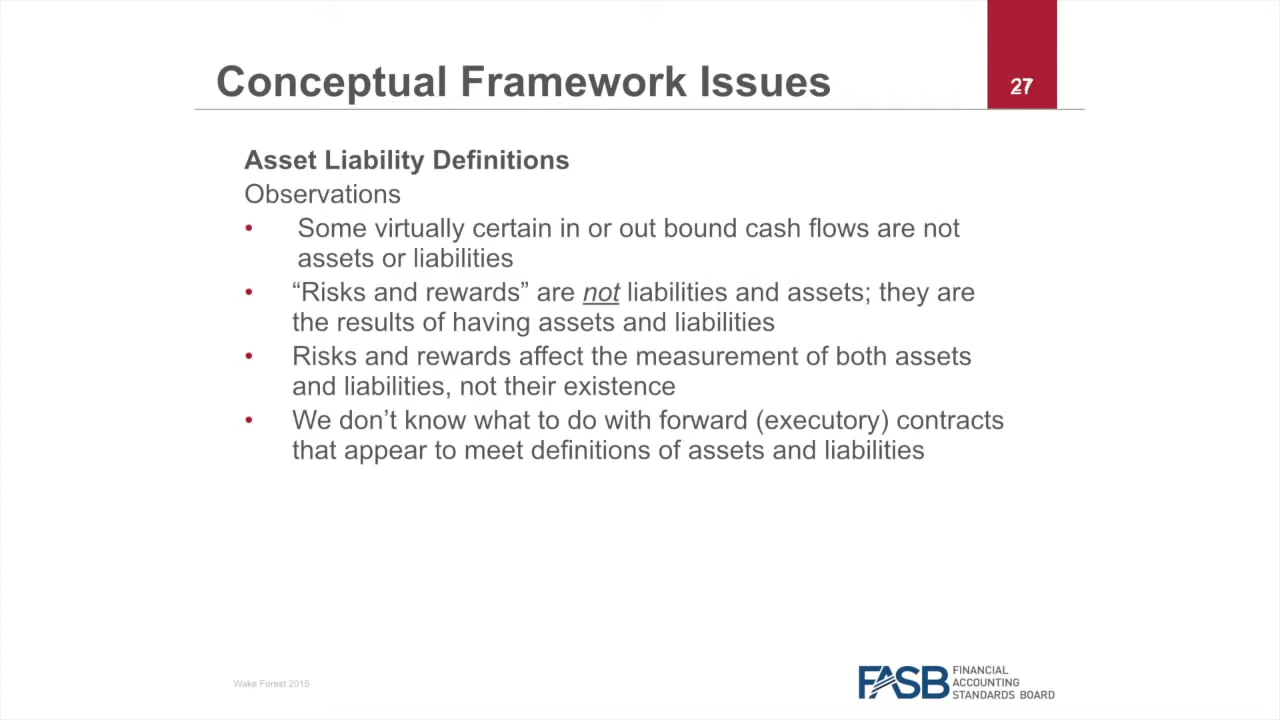 Conceptual Framework Issues
27
Asset Liability Definitions
Observations
• Some virtually certain in or out bound cash flows are not
assets or liabilities
• “Risks and rewards” are not liabilities and assets; they are
the results of having assets and liabilities
• Risks and rewards affect the measurement of both assets
and liabilities, not their existence
• We don’t know what to do with forward (executory) contracts
that appear to meet definitions of assets and liabilities
Wake Forest 2015
FASB
FINANCIAL
ACCOUNTING
STANDARDS BOARD